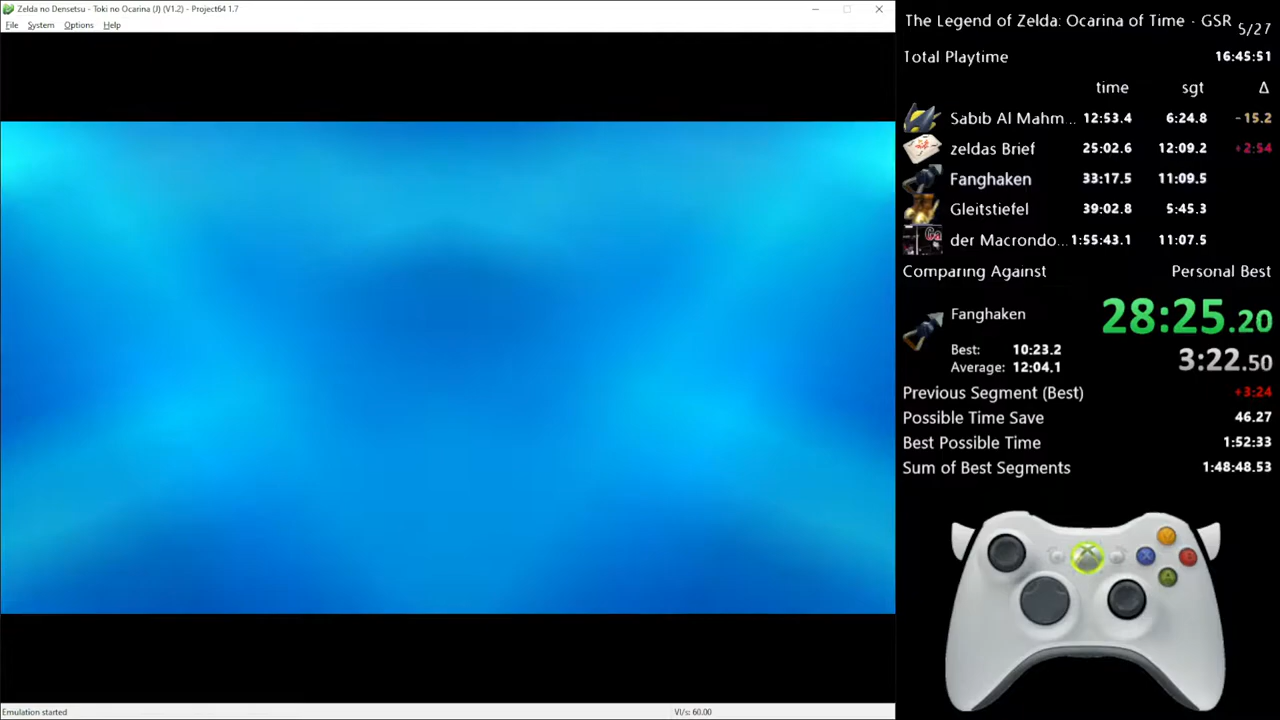 Zelda no Densetsu - Toki no Ocarina (J) (V1.2) - Project64 1.7
File System Options Help
Emulation started
VI/s: 60.00
The Legend of Zelda: Ocarina of Time · GSR 5/27
Total Playtime 16:45:51
time sgt Δ
Sabib Al Mahm... 12:53.4 6:24.8 -15.2
zeldas Brief 25:02.6 12:09.2 +2:54
Fanghaken 33:17.5 11:09.5
Gleitstiefel 39:02.8 5:45.3
der Macrondo... 1:55:43.1 11:07.5
Comparing Against Personal Best
Fanghaken 28:25.20
Best: 10:23.2 3:22.50
Average: 12:04.1
Previous Segment (Best) +3:24
Possible Time Save 46.27
Best Possible Time 1:52:33
Sum of Best Segments 1:48:48.53
Y
X B
A